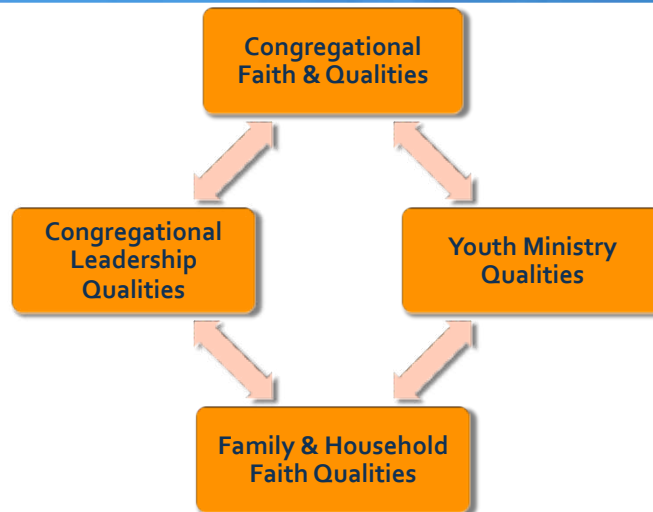 Congregational
Faith & Qualities
Congregational
Leadership
Qualities
Youth Ministry
Qualities
Family & Household
Faith Qualities